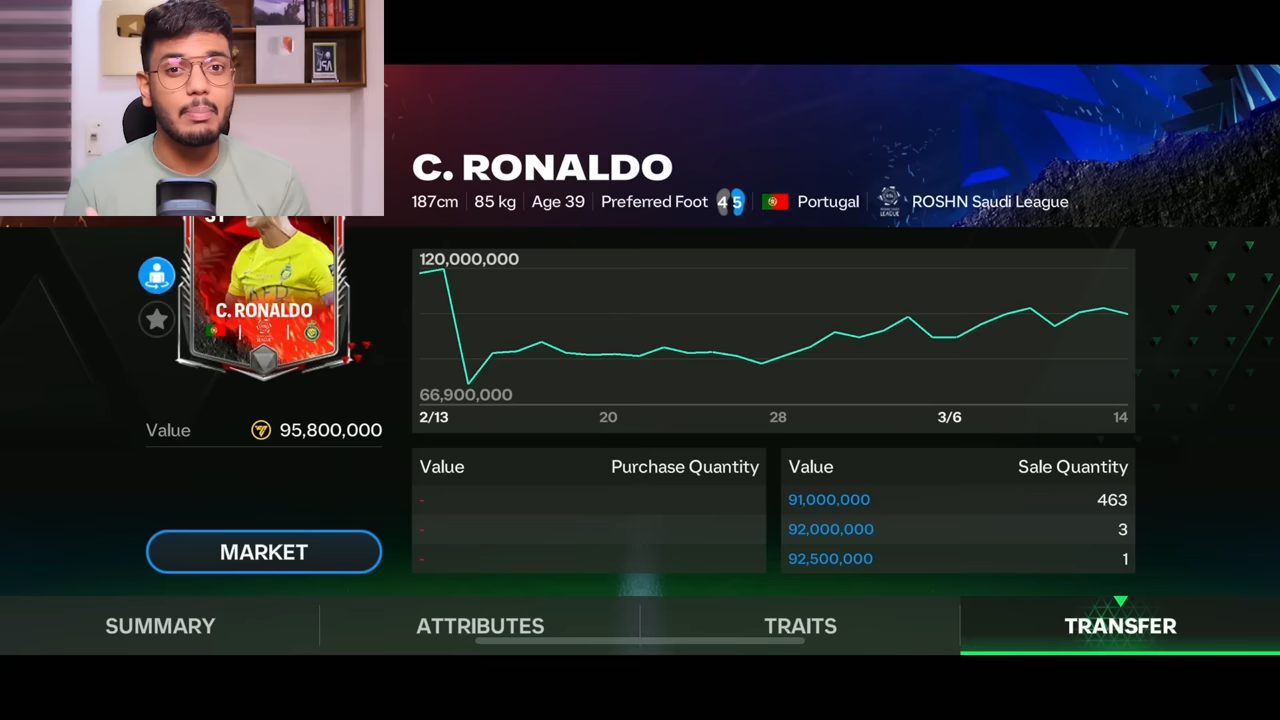 C. RONALDO
187cm 85 kg Age 39 Preferred Foot 4 5 Portugal ROSHN Saudi League
C. RONALDO
Value 95,800,000
MARKET
120,000,000
66,900,000
2/13 20 28 3/6 14
Value Purchase Quantity
-
-
-
Value Sale Quantity
91,000,000 463
92,000,000 3
92,500,000 1
SUMMARY ATTRIBUTES TRAITS TRANSFER